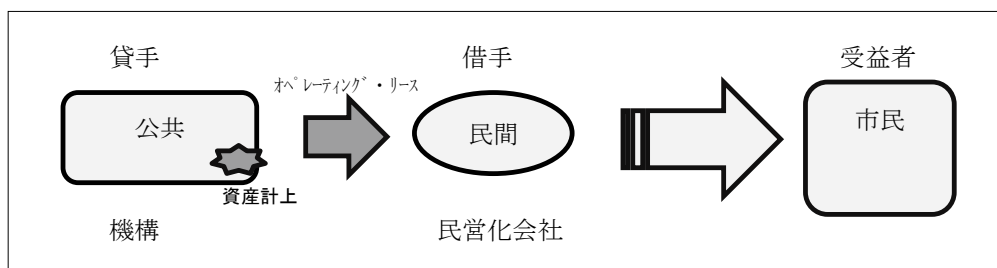 貸手
借手
受益者
オペレーティング・リース
公共
民間
市民
資産計上
機構
民営化会社